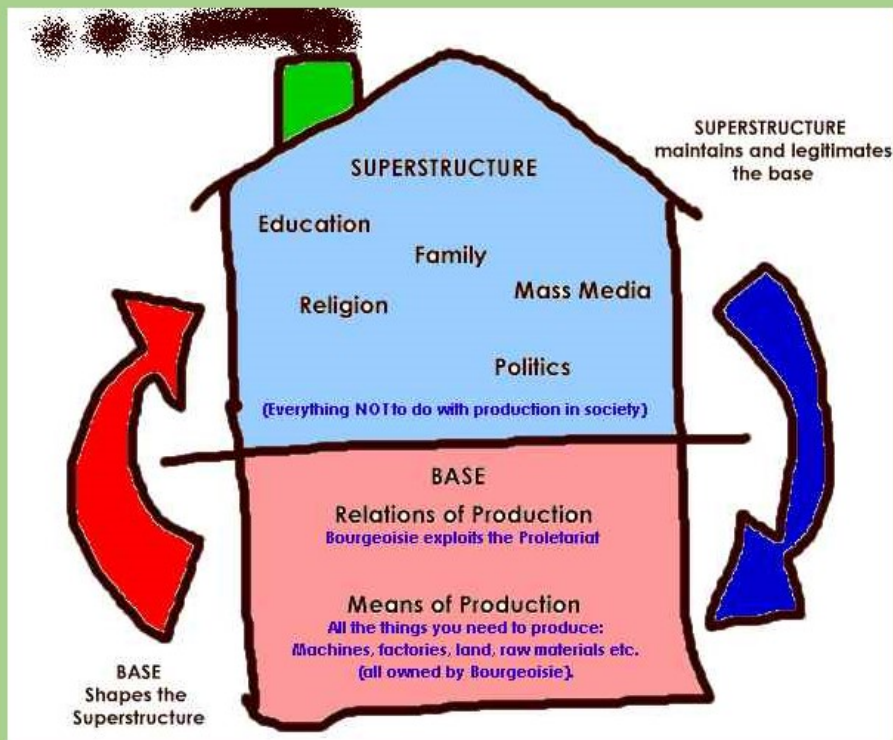 SUPERSTRUCTURE
maintains and legitimates
the base
SUPERSTRUCTURE
Education
Family
Mass Media
Religion
Politics
(Everything NOT to do with production in society)
BASE
Relations of Production
Bourgeoisie exploits the Proletariat
Means of Production
All the things you need to produce:
Machines, factories, land, raw materials etc.
(all owned by Bourgeoisie).
BASE
Shapes the
Superstructure